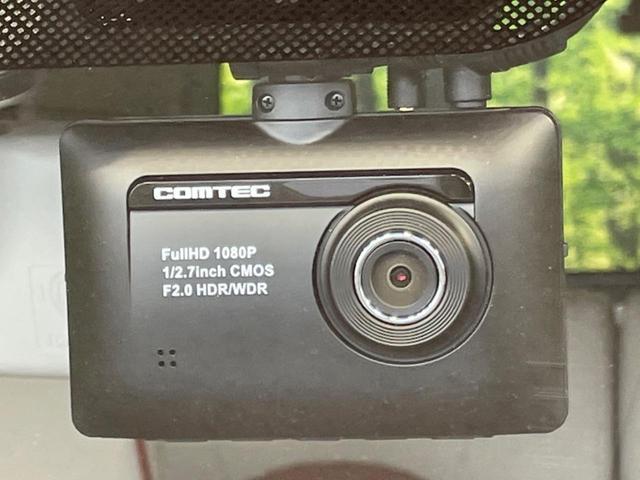 COMTEC
FullHD 1080P
1/2.7inch CMOS
F2.0 HDR/WDR